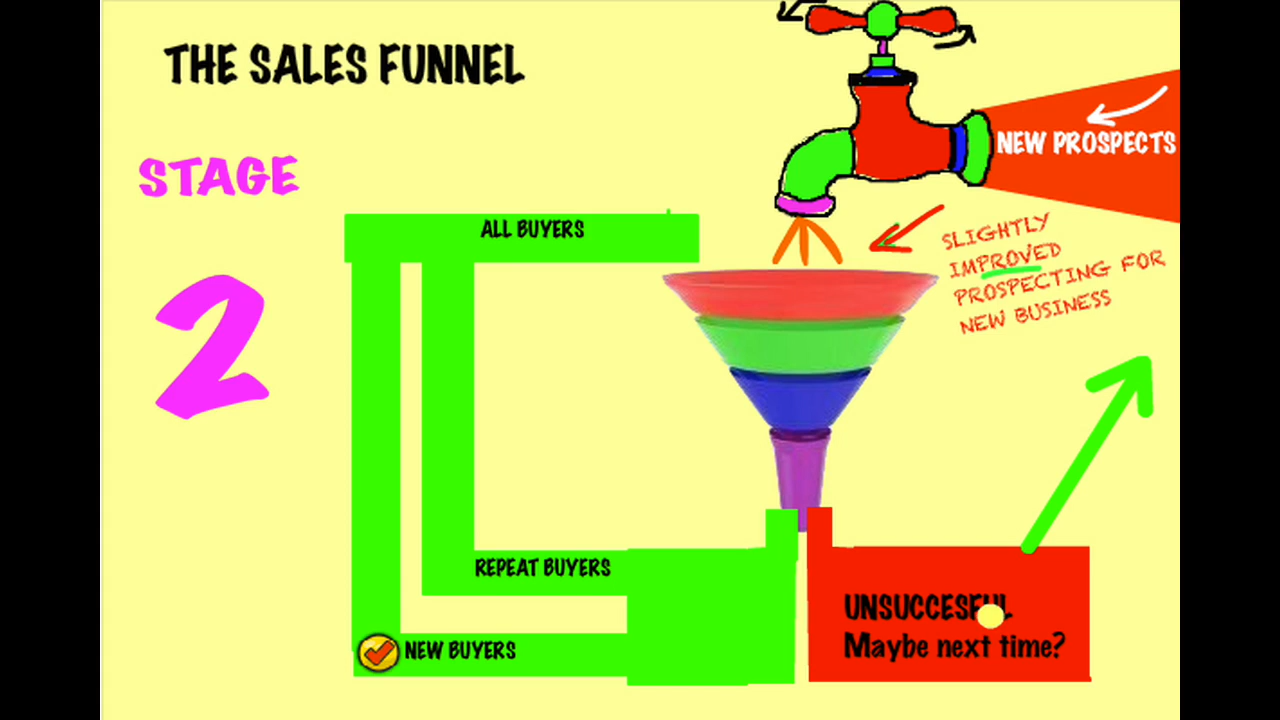 THE SALES FUNNEL
STAGE
2
NEW PROSPECTS
ALL BUYERS
SLIGHTLY
IMPROVED
PROSPECTING FOR
NEW BUSINESS
REPEAT BUYERS
NEW BUYERS
UNSUCCESFUL
Maybe next time?